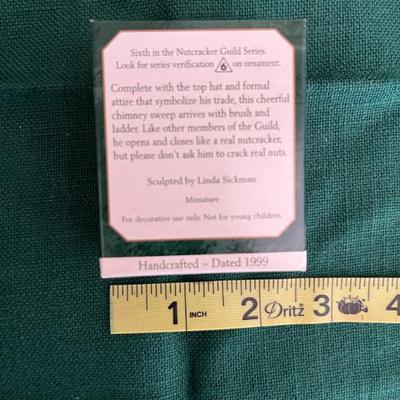 Sixth in the Nutcracker Guild Series.
Look for series verification 6 on ornament.
Complete with the top hat and formal
attire that symbolize his trade, this cheerful
chimney sweep arrives with brush and
ladder. Like other members of the Guild,
he opens and closes like a real nutcracker,
but please don't ask him to crack real nuts.
Sculpted by Linda Sickman
Miniature
For decorative use only. Not for young children.
Handcrafted – Dated 1999
1 INCH 2 Dritz® 3 4